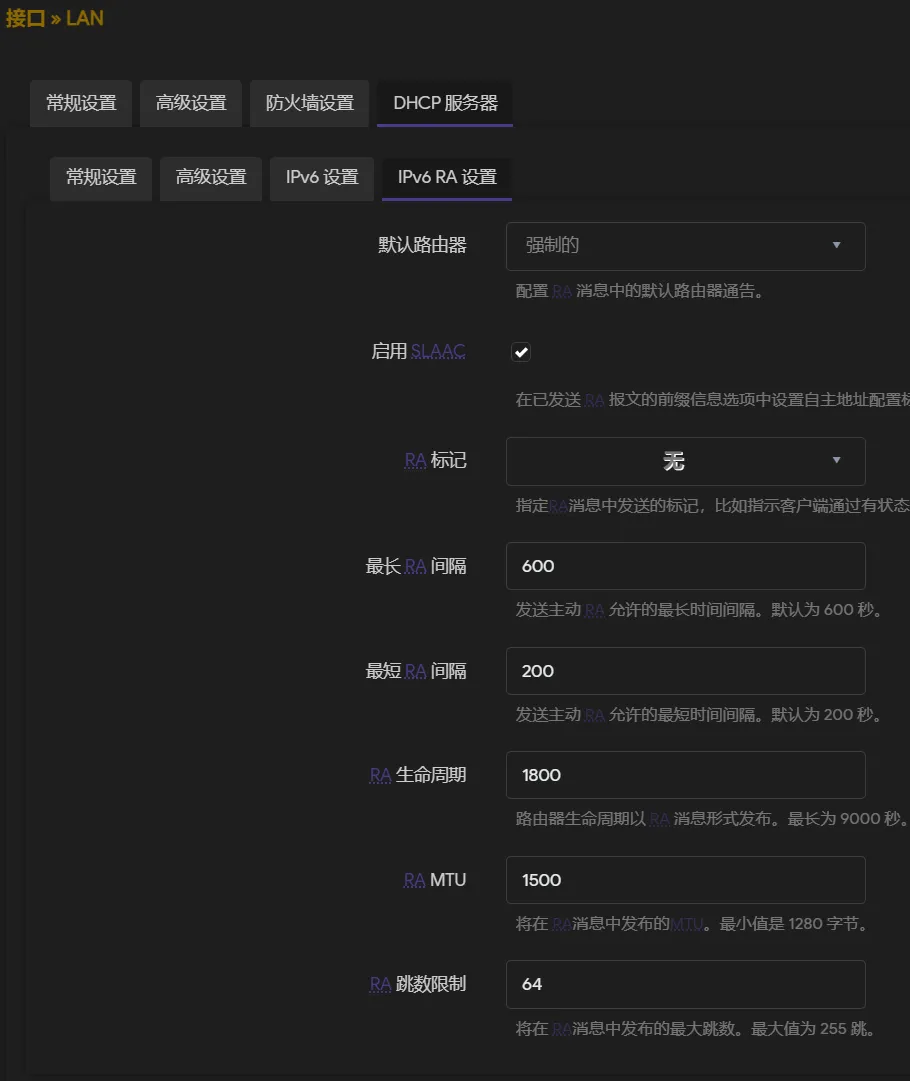 接口 » LAN
常规设置 高级设置 防火墙设置 DHCP 服务器
常规设置 高级设置 IPv6 设置 IPv6 RA 设置
默认路由器 强制的
配置 RA 消息中的默认路由器通告。
启用 SLAAC
在已发送 RA 报文的前缀信息选项中设置自主地址配置标
RA 标记 无
指定RA消息中发送的标记，比如指示客户端通过有状态
最长 RA 间隔 600
发送主动 RA 允许的最长时间间隔。默认为 600 秒。
最短 RA 间隔 200
发送主动 RA 允许的最短时间间隔。默认为 200 秒。
RA 生命周期 1800
路由器生命周期以 RA 消息形式发布。最长为 9000 秒。
RA MTU 1500
将在 RA消息中发布的MTU。最小值是 1280 字节。
RA 跳数限制 64
将在 RA消息中发布的最大跳数。最大值为 255 跳。